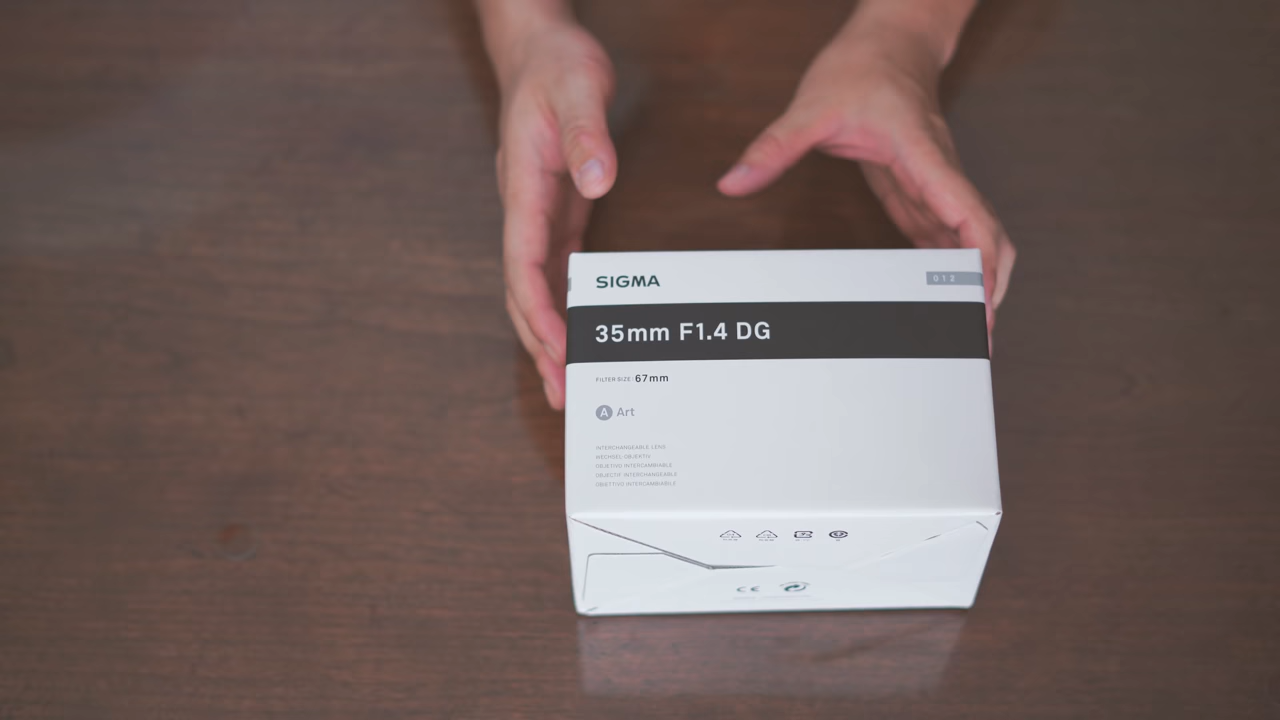 SIGMA
012
35mm F1.4 DG
FILTER SIZE 67mm
A Art
INTERCHANGEABLE LENS
WECHSEL-OBJEKTIV
OBJETIVO INTERCAMBIABLE
OBJECTIF INTERCHANGEABLE
OBIETTIVO INTERCAMBIABILE
CE